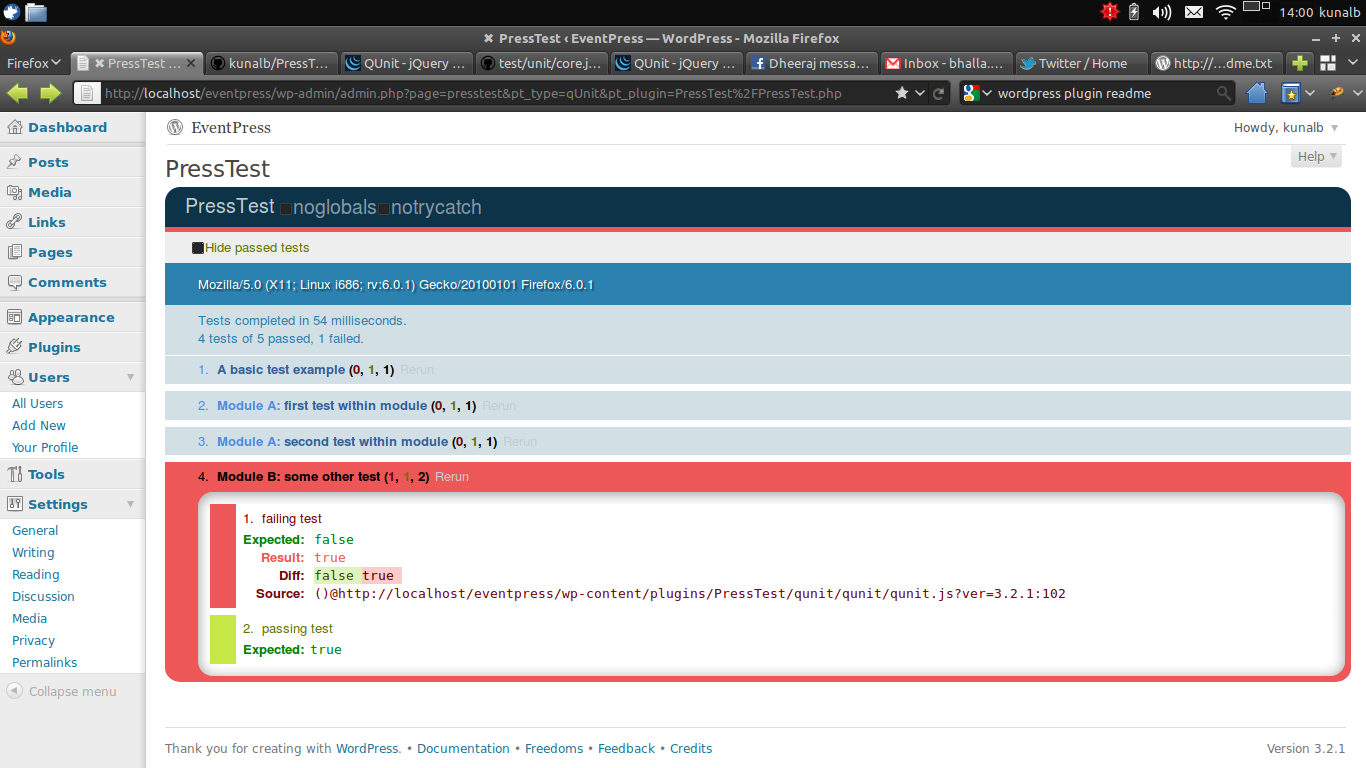 14:00 kunalb
✖ PressTest ‹ EventPress — WordPress - Mozilla Firefox
Firefox ✖ PressTest ... kunalb/PressT... QUnit - jQuery ... test/unit/core.j... QUnit - jQuery ... Dheeraj messa... Inbox - bhalla.... Twitter / Home http://...dme.txt
http://localhost/eventpress/wp-admin/admin.php?page=presstest&pt_type=qUnit&pt_plugin=PressTest%2FPressTest.php wordpress plugin readme
Dashboard
Posts
Media
Links
Pages
Comments
Appearance
Plugins
Users
All Users
Add New
Your Profile
Tools
Settings
General
Writing
Reading
Discussion
Media
Privacy
Permalinks
Collapse menu
EventPress Howdy, kunalb
Help
PressTest
PressTest noglobals notrycatch
Hide passed tests
Mozilla/5.0 (X11; Linux i686; rv:6.0.1) Gecko/20100101 Firefox/6.0.1
Tests completed in 54 milliseconds.
4 tests of 5 passed, 1 failed.
1. A basic test example (0, 1, 1) Rerun
2. Module A: first test within module (0, 1, 1) Rerun
3. Module A: second test within module (0, 1, 1) Rerun
4. Module B: some other test (1, 1, 2) Rerun
1. failing test
Expected: false
Result: true
Diff: false true
Source: ()@http://localhost/eventpress/wp-content/plugins/PressTest/qunit/qunit/qunit.js?ver=3.2.1:102
2. passing test
Expected: true
Thank you for creating with WordPress. • Documentation • Freedoms • Feedback • Credits Version 3.2.1